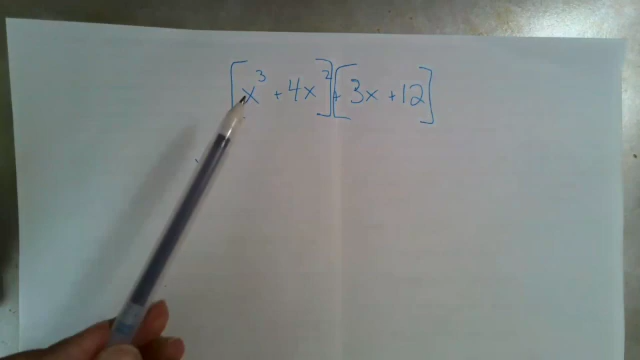 [x³ + 4x²] + [3x + 12]